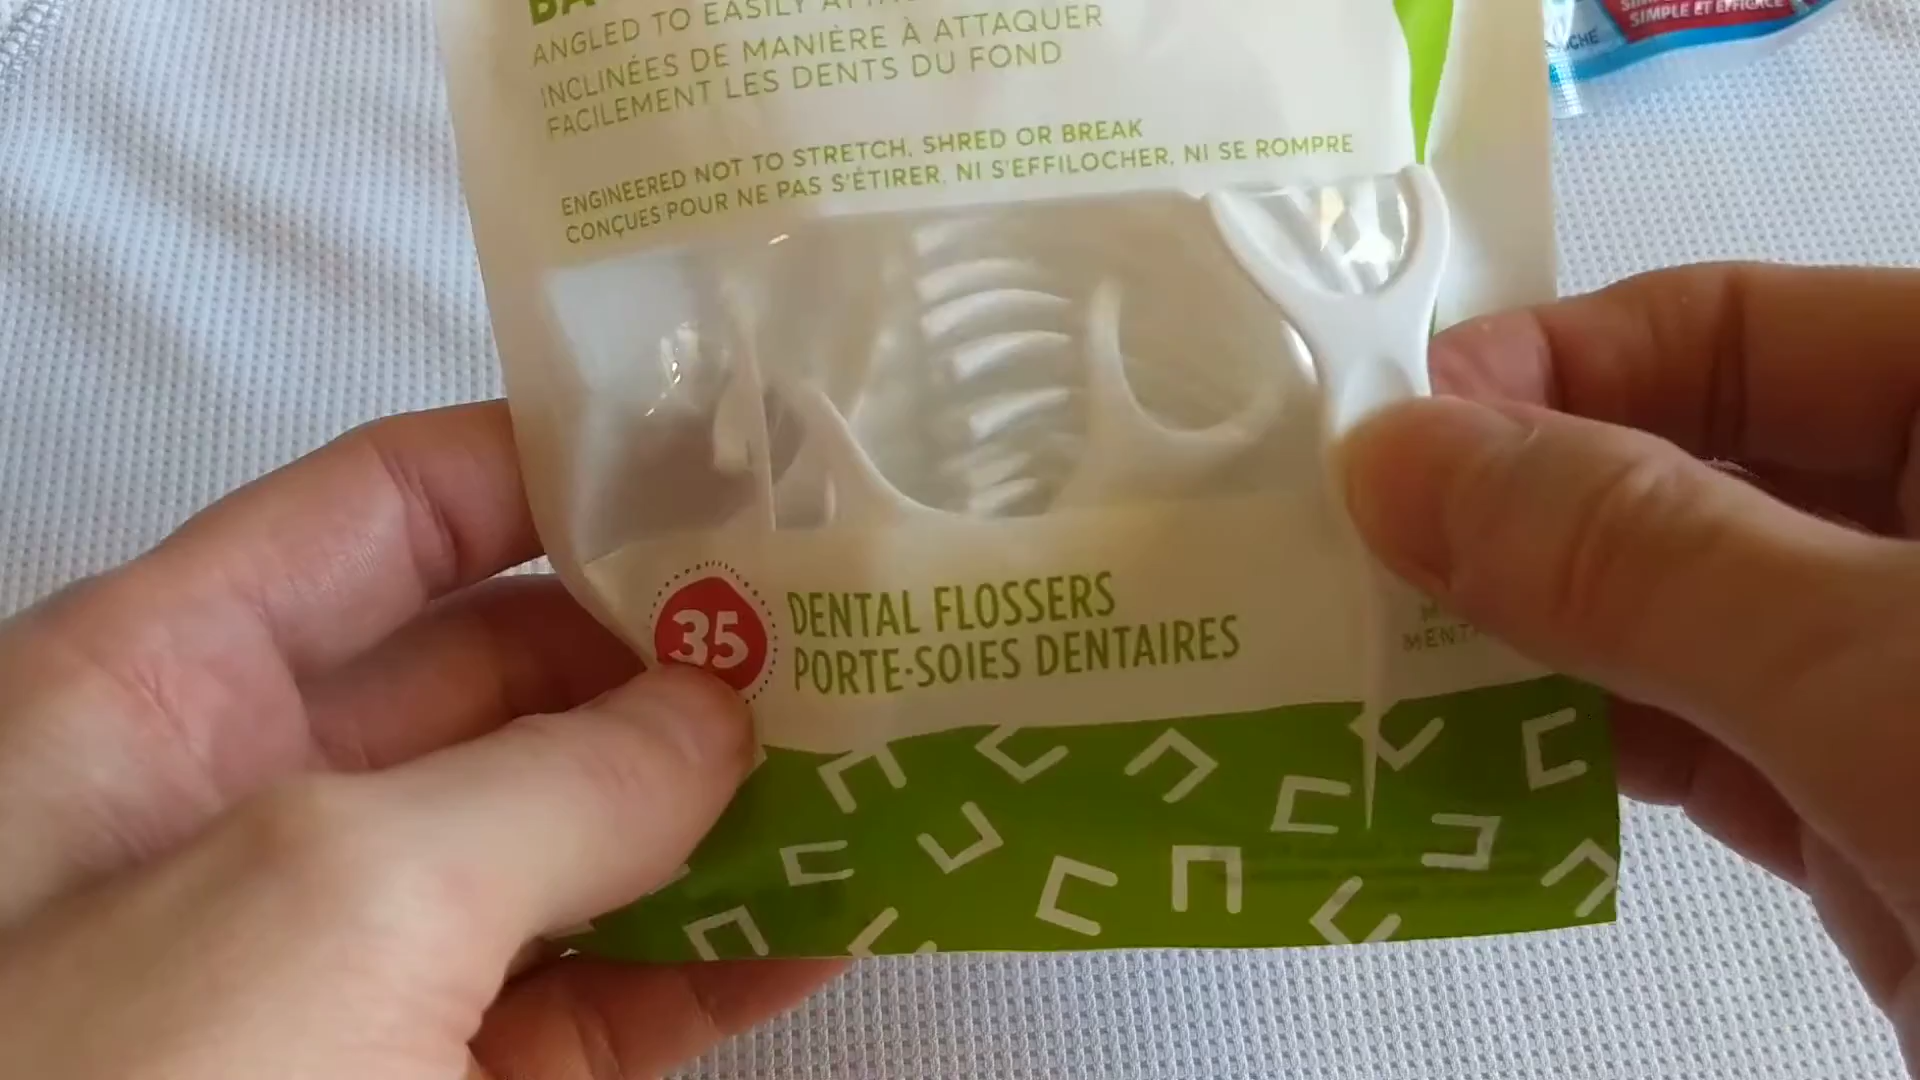 ANGLED TO EASILY
INCLINÉES DE MANIÈRE À ATTAQUER
FACILEMENT LES DENTS DU FOND
ENGINEERED NOT TO STRETCH, SHRED OR BREAK
CONÇUES POUR NE PAS S'ÉTIRER, NI S'EFFILOCHER, NI SE ROMPRE
35
DENTAL FLOSSERS
PORTE-SOIES DENTAIRES
SIMPLE ET EFFICACE